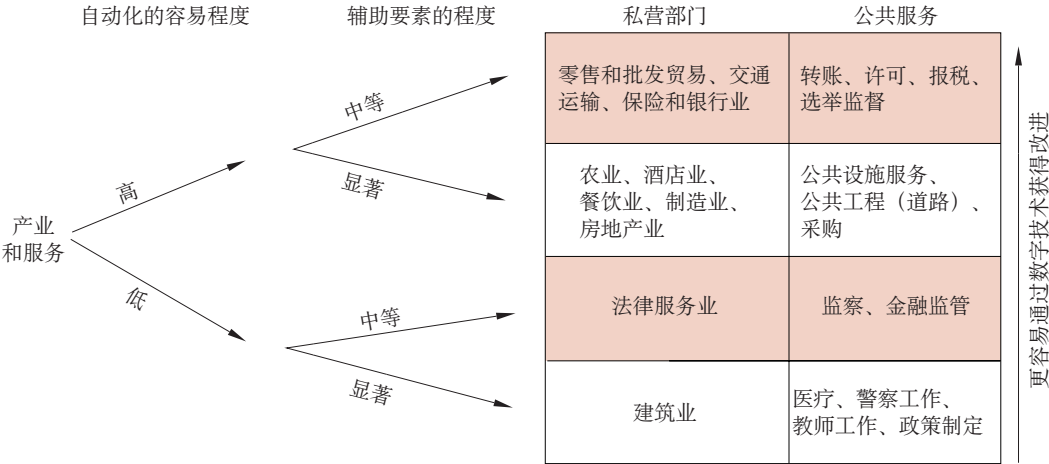 自动化的容易程度
辅助要素的程度
私营部门
公共服务
产业
和服务
高
低
中等
显著
中等
显著
零售和批发贸易、交通
运输、保险和银行业
转账、许可、报税、
选举监督
农业、酒店业、
餐饮业、制造业、
房地产业
公共设施服务、
公共工程（道路）、
采购
法律服务业
监察、金融监管
建筑业
医疗、警察工作、
教师工作、政策制定
更容易通过数字技术获得改进